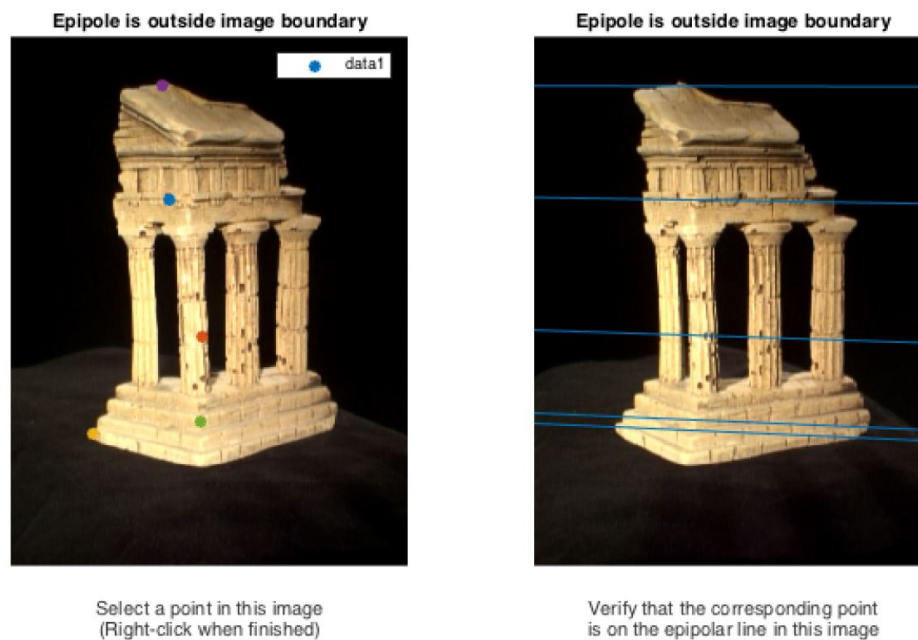 Epipole is outside image boundary
Epipole is outside image boundary
data1
Select a point in this image
(Right-click when finished)
Verify that the corresponding point
is on the epipolar line in this image